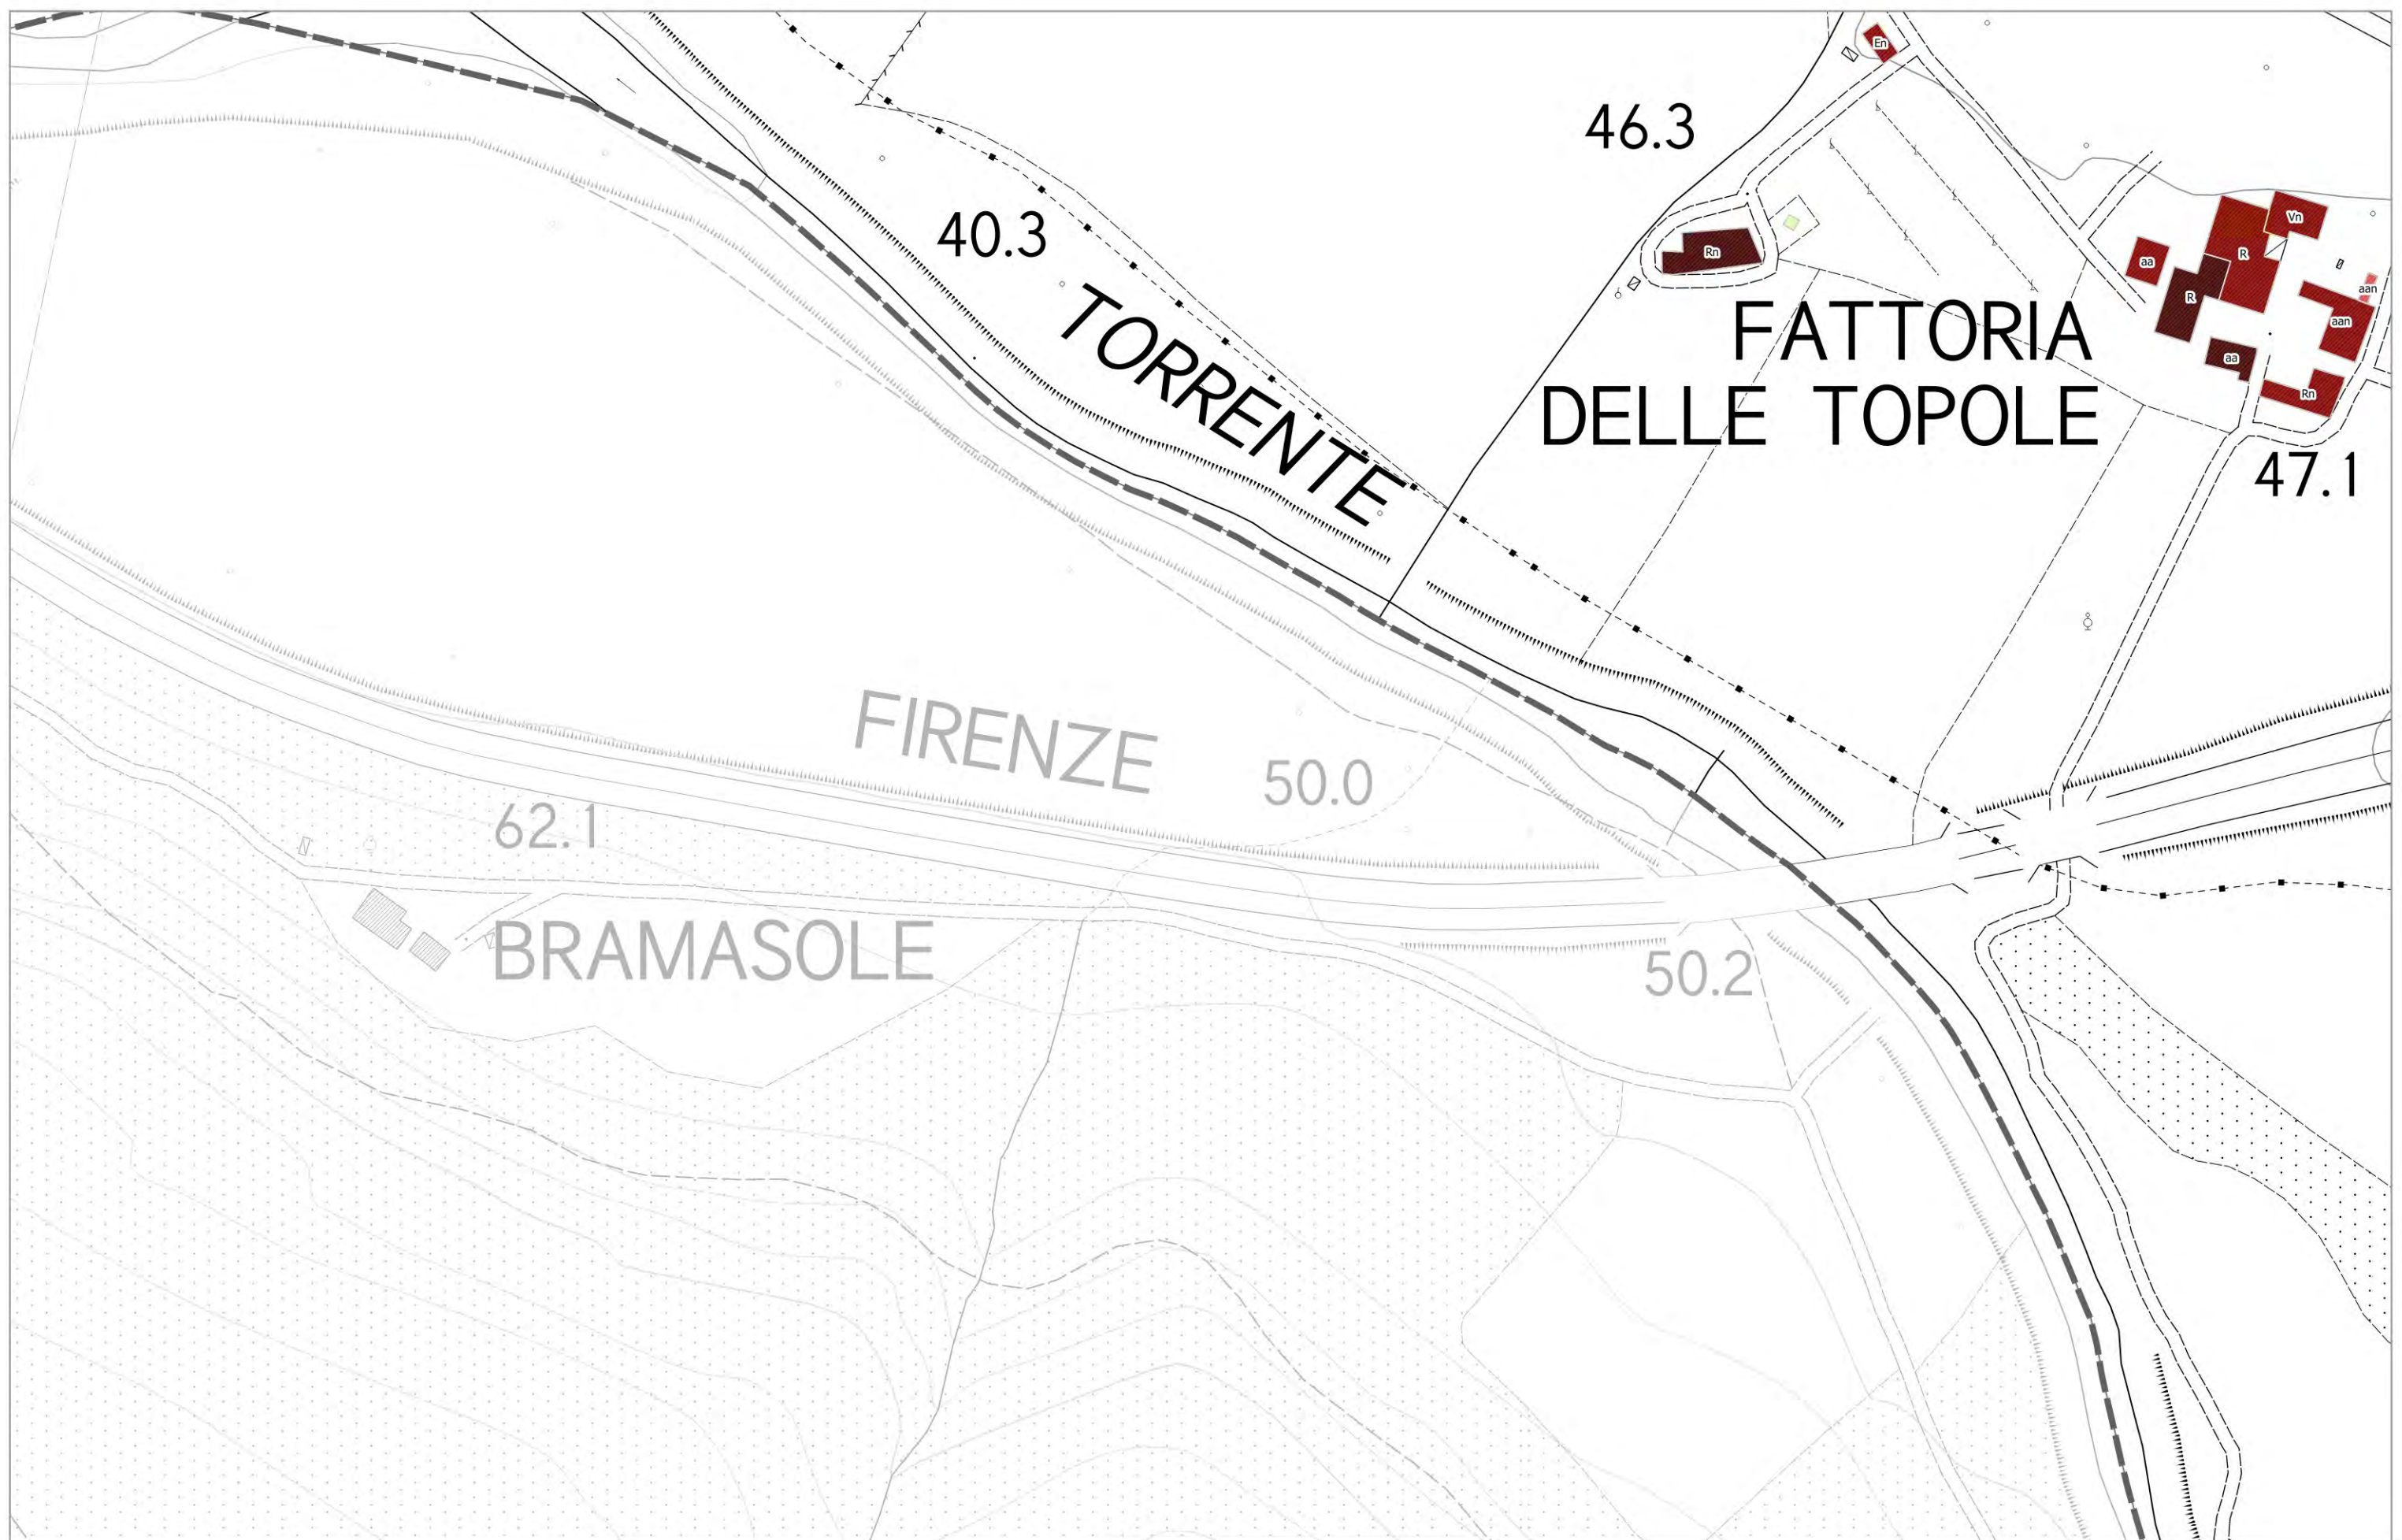 En
46.3
Vn
40.3
Rn
R
aa
aan
R
aan
TORRENTE
FATTORIA
aa
DELLE TOPOLE
Rn
47.1
FIRENZE
50.0
62.1
BRAMASOLE
50.2